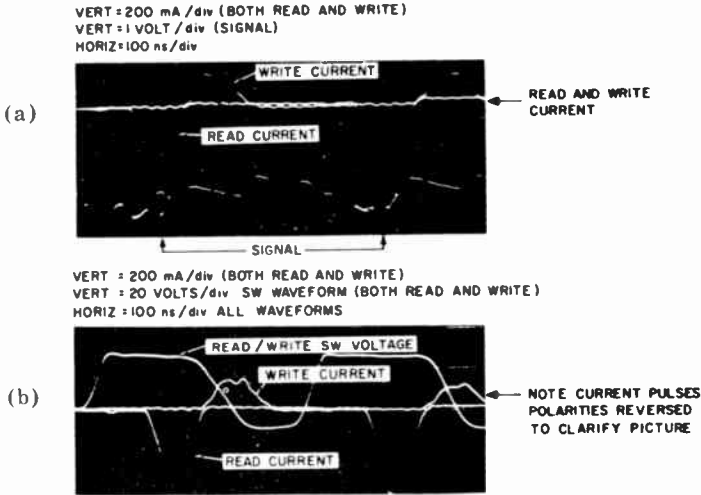 VERT = 200 mA/div (BOTH READ AND WRITE)
VERT = 1 VOLT/div (SIGNAL)
HORIZ = 100 ns/div
(a)
WRITE CURRENT
READ AND WRITE
CURRENT
READ CURRENT
SIGNAL
VERT = 200 mA/div (BOTH READ AND WRITE)
VERT = 20 VOLTS/div SW WAVEFORM (BOTH READ AND WRITE)
HORIZ = 100 ns/div ALL WAVEFORMS
(b)
READ/WRITE SW VOLTAGE
WRITE CURRENT
NOTE CURRENT PULSES
POLARITIES REVERSED
TO CLARIFY PICTURE
READ CURRENT